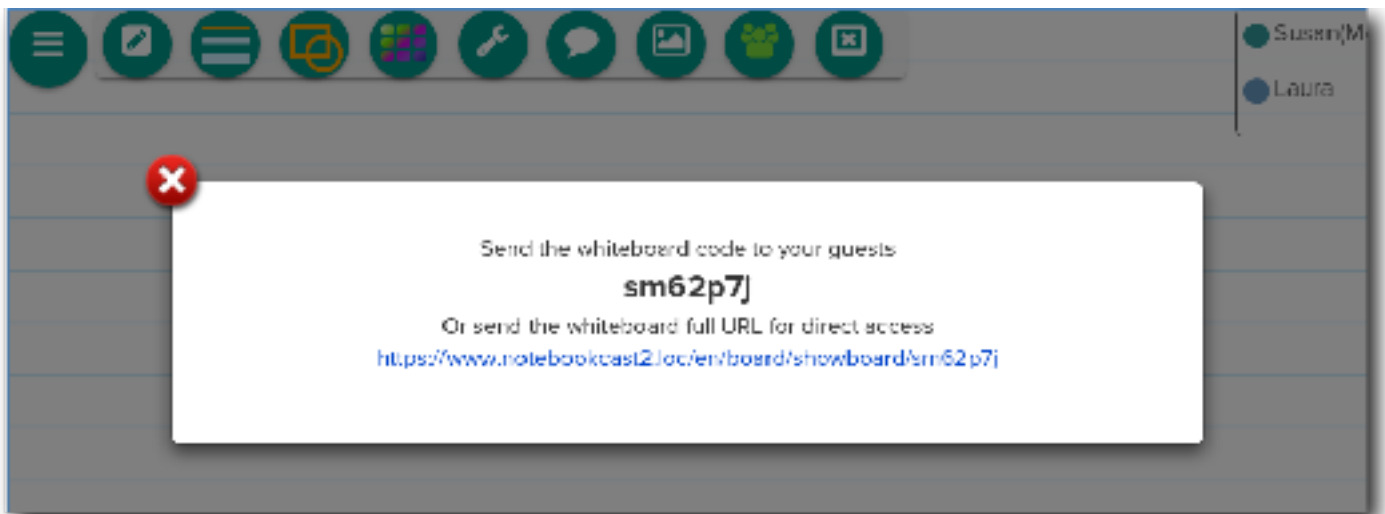 Susan(M
Laura
Send the whiteboard code to your guests
sm62p7j
Or send the whiteboard full URL for direct access
https://www.notebookcast2.loc/en/board/showboard/sm62p7j